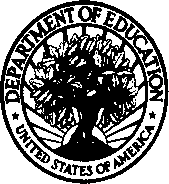 DEPARTMENT OF EDUCATION
★ UNITED STATES OF AMERICA ★